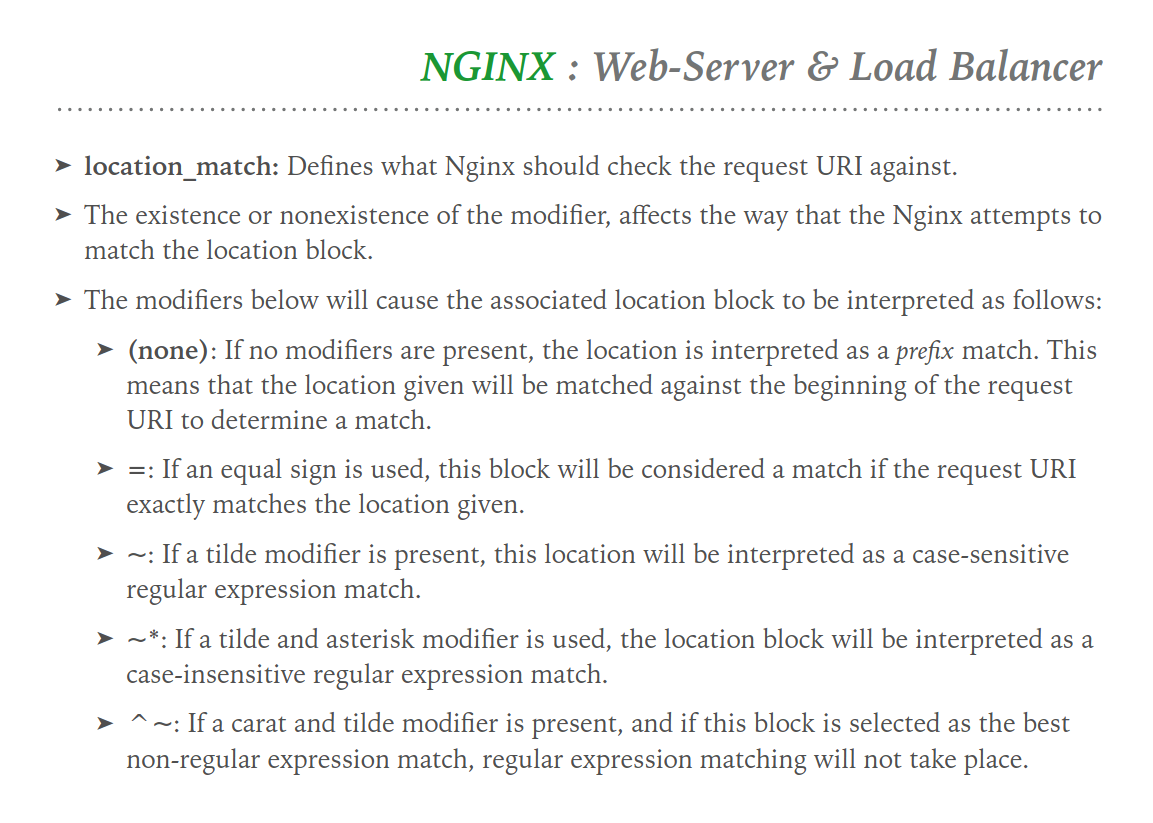 NGINX : Web-Server & Load Balancer
➤ location_match: Defines what Nginx should check the request URI against.
➤ The existence or nonexistence of the modifier, affects the way that the Nginx attempts to
match the location block.
➤ The modifiers below will cause the associated location block to be interpreted as follows:
➤ (none): If no modifiers are present, the location is interpreted as a prefix match. This
means that the location given will be matched against the beginning of the request
URI to determine a match.
➤ =: If an equal sign is used, this block will be considered a match if the request URI
exactly matches the location given.
➤ ~: If a tilde modifier is present, this location will be interpreted as a case-sensitive
regular expression match.
➤ ~*: If a tilde and asterisk modifier is used, the location block will be interpreted as a
case-insensitive regular expression match.
➤ ^ ~: If a carat and tilde modifier is present, and if this block is selected as the best
non-regular expression match, regular expression matching will not take place.